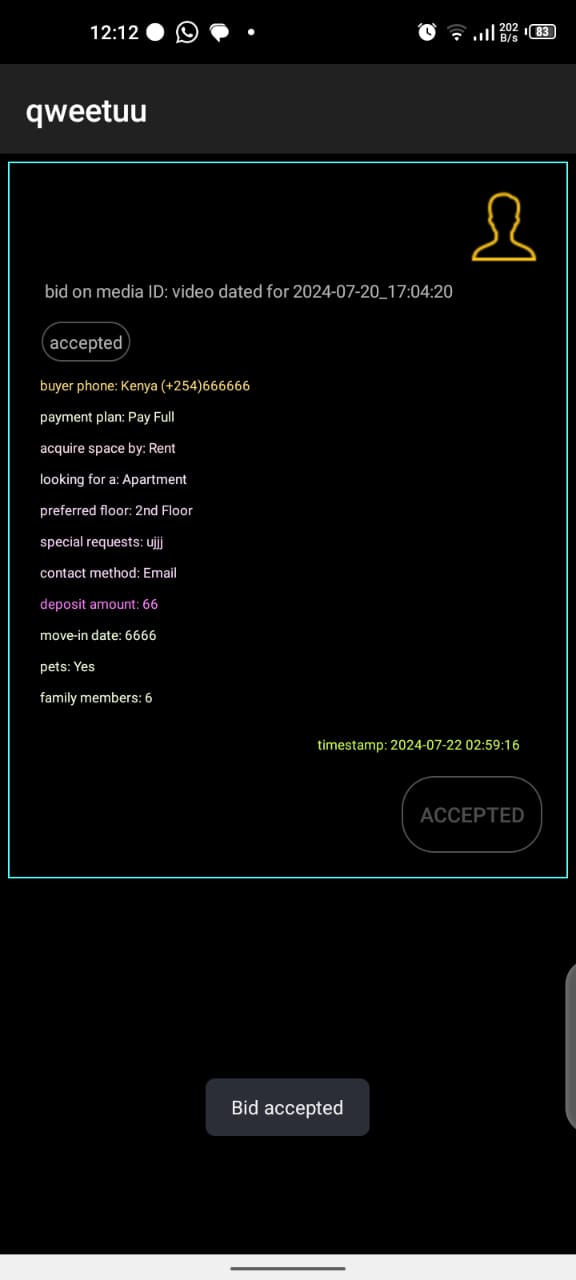 12:12
202
B/s
83
qweetuu
bid on media ID: video dated for 2024-07-20_17:04:20
accepted
buyer phone: Kenya (+254)666666
payment plan: Pay Full
acquire space by: Rent
looking for a: Apartment
preferred floor: 2nd Floor
special requests: ujjj
contact method: Email
deposit amount: 66
move-in date: 6666
pets: Yes
family members: 6
timestamp: 2024-07-22 02:59:16
ACCEPTED
Bid accepted